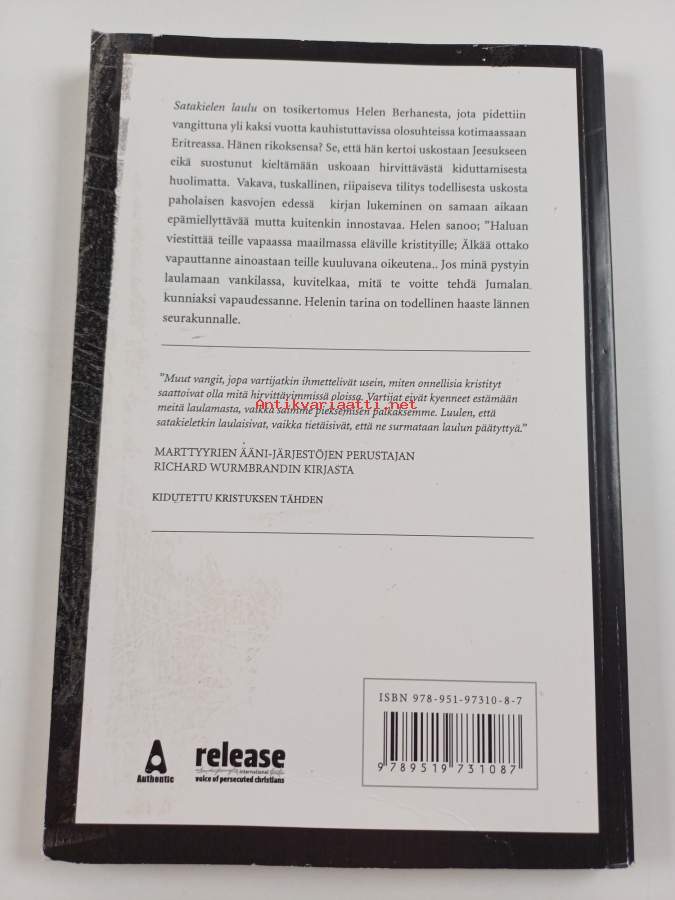 Satakielen laulu on tosikertomus Helen Berhanesta, jota pidettiin
vangittuna yli kaksi vuotta kauhistuttavissa olosuhteissa kotimaassaan
Eritreassa. Hänen rikoksensa? Se, että hän kertoi uskostaan Jeesukseen
eikä suostunut kieltämään uskoaan hirvittävästä kiduttamisesta
huolimatta. Vakava, tuskallinen, riipaiseva tilitys todellisesta uskosta
paholaisen kasvojen edessä kirjan lukeminen on samaan aikaan
epämiellyttävää mutta kuitenkin innostavaa. Helen sanoo; "Haluan
viestittää teille vapaassa maailmassa eläville kristityille; Älkää ottako
vapauttanne ainoastaan teille kuuluvana oikeutena.. Jos minä pystyin
laulamaan vankilassa, kuvitelkaa, mitä te voitte tehdä Jumalan
kunniaksi vapaudessanne. Helenin tarina on todellinen haaste lännen
seurakunnalle.
"Muut vangit, jopa vartijatkin ihmettelivät usein, miten onnellisia kristityt
saattoivat olla mitä hirvittävimmissä oloissa. Vartijat eivät kyenneet estämään
meitä laulamasta, vaikka saimme pieksemisen palkaksemme. Luulen, että
Antikvariaatti.net
satakieletkin laulaisivat, vaikka tietäisivät, että ne surmataan laulun päätyttyä."
MARTTYYRIEN ÄÄNI-JÄRJESTÖJEN PERUSTAJAN
RICHARD WURMBRANDIN KIRJASTA
KIDUTETTU KRISTUKSEN TÄHDEN
ISBN 978-951-97310-8-7
9 789519 731087
Authentic
release
international
voice of persecuted christians